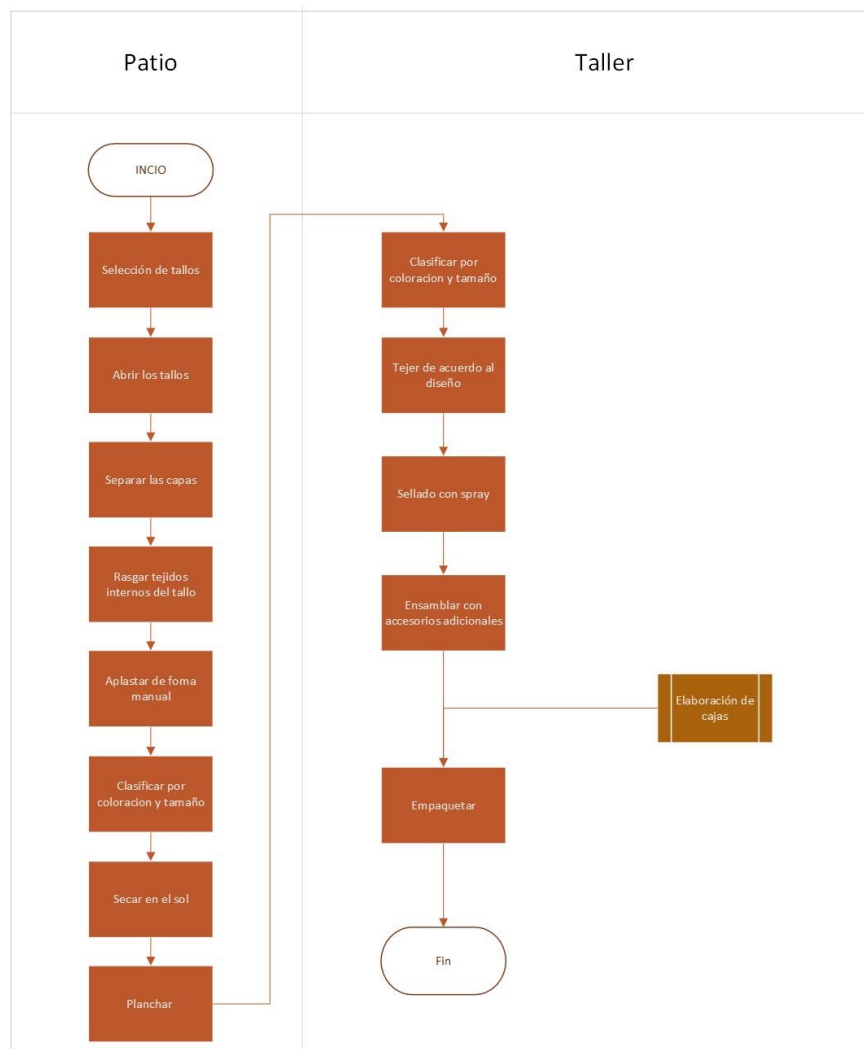 Patio
Taller
INCIO
Selección de tallos
Abrir los tallos
Separar las capas
Rasgar tejidos
internos del tallo
Aplastar de foma
manual
Clasificar por
coloracion y tamaño
Secar en el sol
Planchar
Clasificar por
coloracion y tamaño
Tejer de acuerdo al
diseño
Sellado con spray
Ensamblar con
accesorios adicionales
Elaboración de
cajas
Empaquetar
Fin